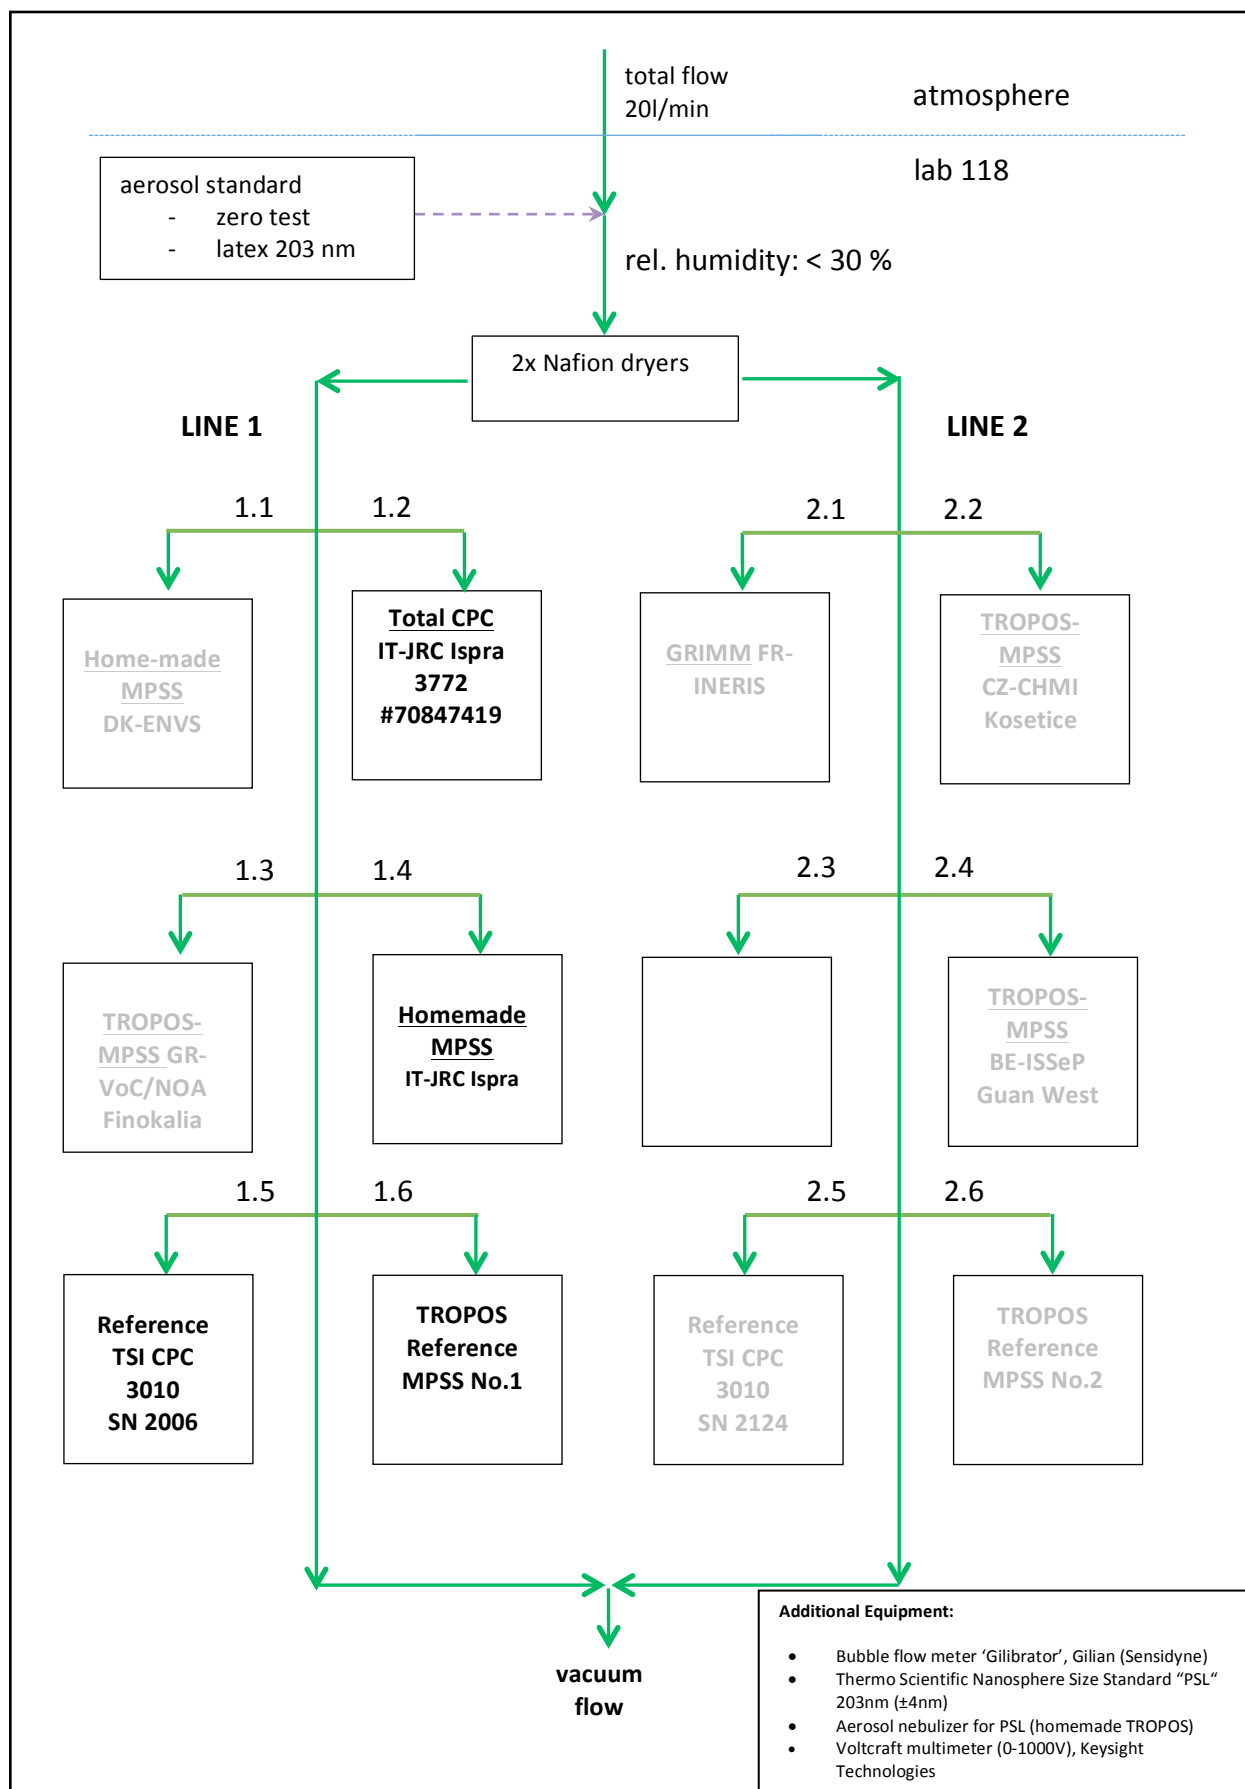 total flow
20l/min
atmosphere
lab 118
aerosol standard
- zero test
- latex 203 nm
rel. humidity: < 30 %
2x Nafion dryers
LINE 1
LINE 2
1.1
1.2
2.1
2.2
Home-made
MPSS
DK-ENVS
Total CPC
IT-JRC Ispra
3772
#70847419
GRIMM FR-
INERIS
TROPOS-
MPSS
CZ-CHMI
Kosetice
1.3
1.4
2.3
2.4
TROPOS-
MPSS GR-
VoC/NOA
Finokalia
Homemade
MPSS
IT-JRC Ispra
TROPOS-
MPSS
BE-ISSeP
Guan West
1.5
1.6
2.5
2.6
Reference
TSI CPC
3010
SN 2006
TROPOS
Reference
MPSS No.1
Reference
TSI CPC
3010
SN 2124
TROPOS
Reference
MPSS No.2
vacuum
flow
Additional Equipment:
• Bubble flow meter ‘Gilibrator’, Gilian (Sensidyne)
• Thermo Scientific Nanosphere Size Standard “PSL“
203nm (±4nm)
• Aerosol nebulizer for PSL (homemade TROPOS)
• Voltcraft multimeter (0-1000V), Keysight
Technologies